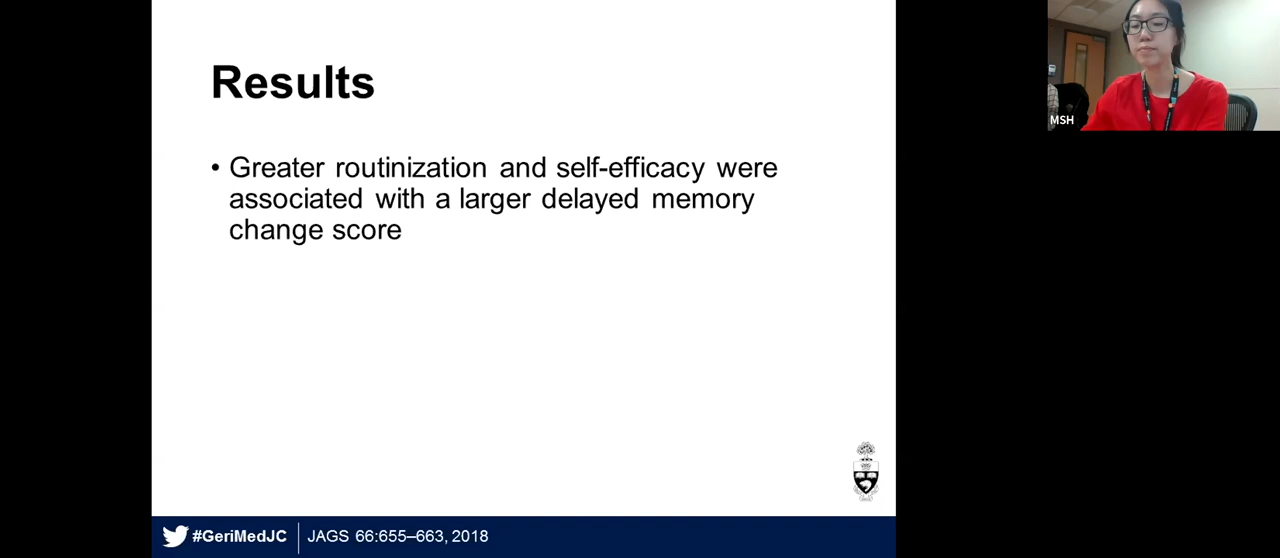 Results
• Greater routinization and self-efficacy were
associated with a larger delayed memory
change score
MSH
#GeriMedJC
JAGS 66:655–663, 2018